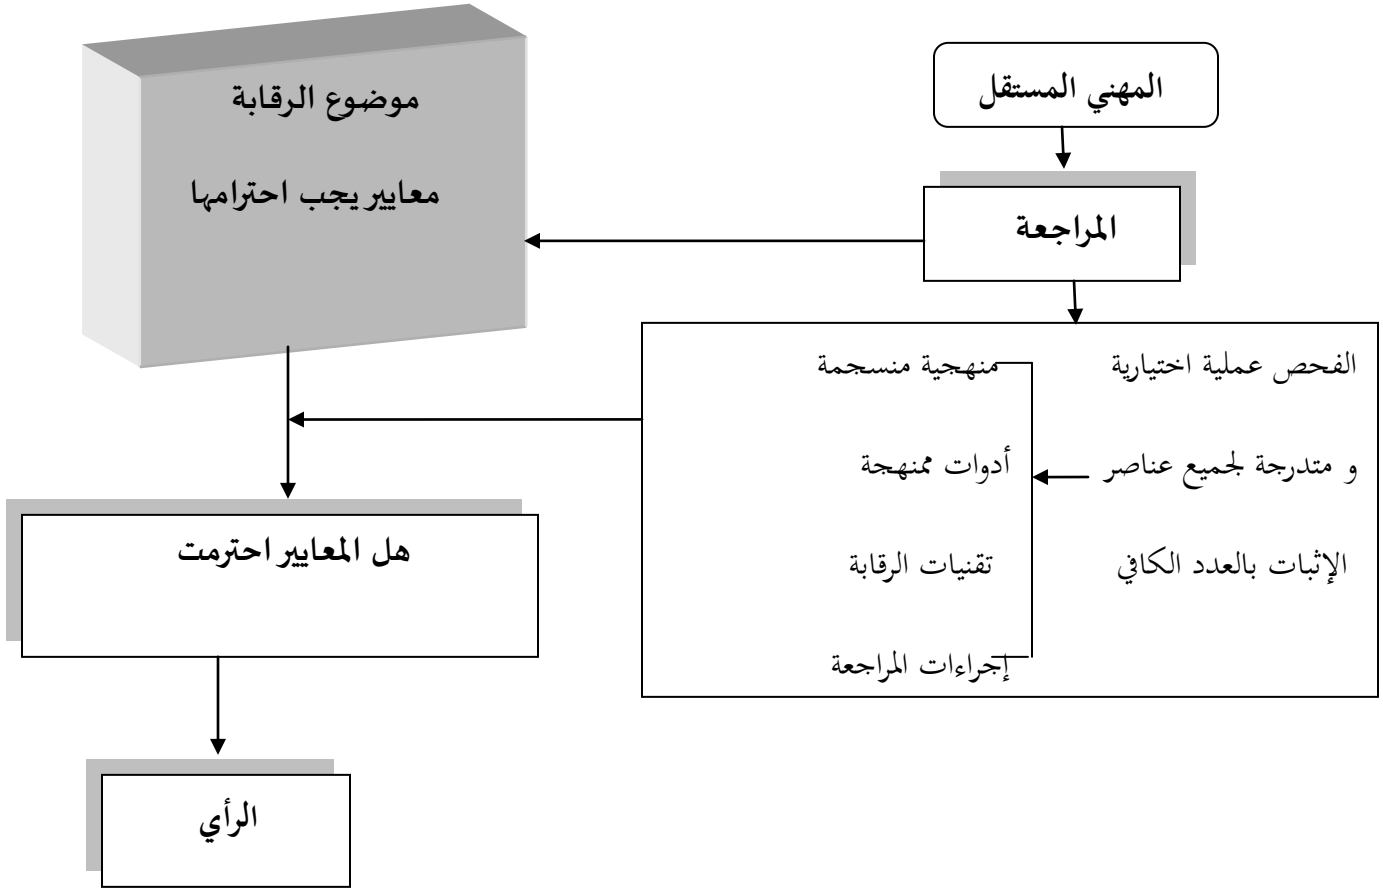 المهني المستقل
موضوع الرقابة
معايير يجب احترامها
المراجعة
الفحص عملية اختيارية
و متدرجة لجميع عناصر
الإثبات بالعدد الكافي
منهجية منسجمة
أدوات ممنهجة
تقنيات الرقابة
إجراءات المراجعة
هل المعايير احترمت
الرأي